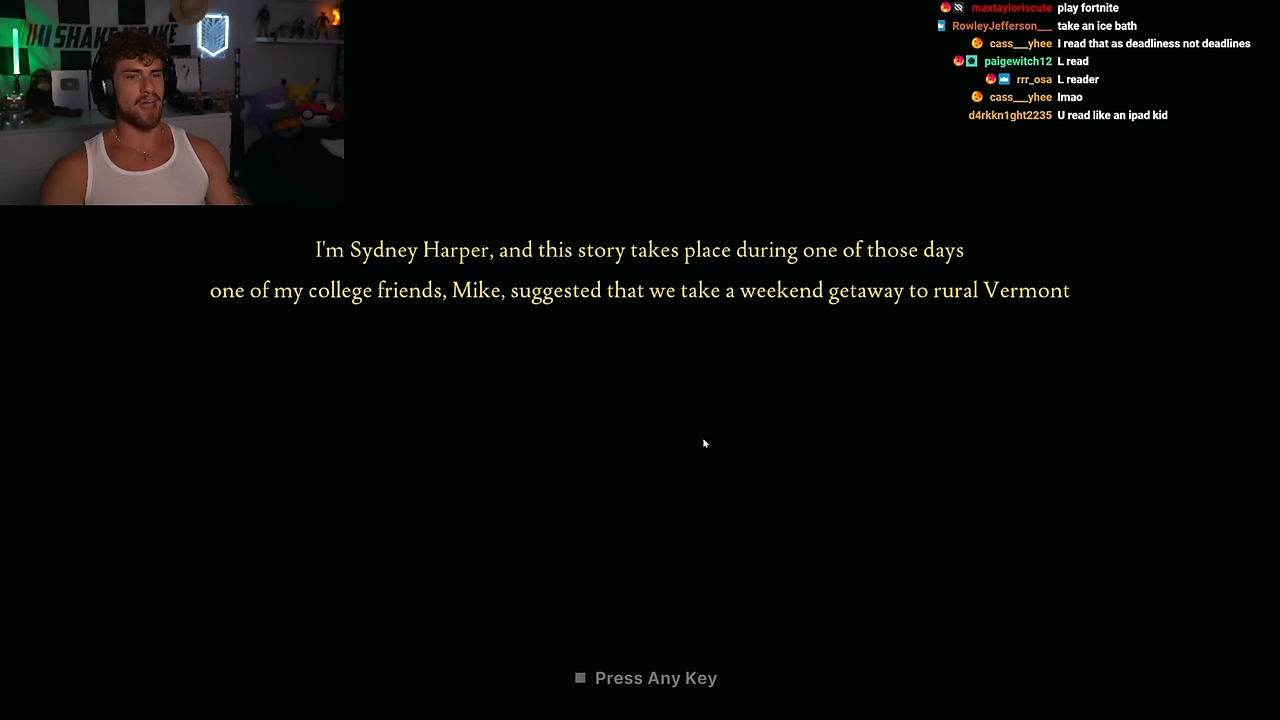 SHAKE
maxtayloriscute play fortnite
RowleyJefferson___ take an ice bath
cass___yhee I read that as deadliness not deadlines
paigewitch12 L read
rrr_osa L reader
cass___yhee lmao
d4rkkn1ght2235 U read like an ipad kid
I'm Sydney Harper, and this story takes place during one of those days
one of my college friends, Mike, suggested that we take a weekend getaway to rural Vermont
Press Any Key